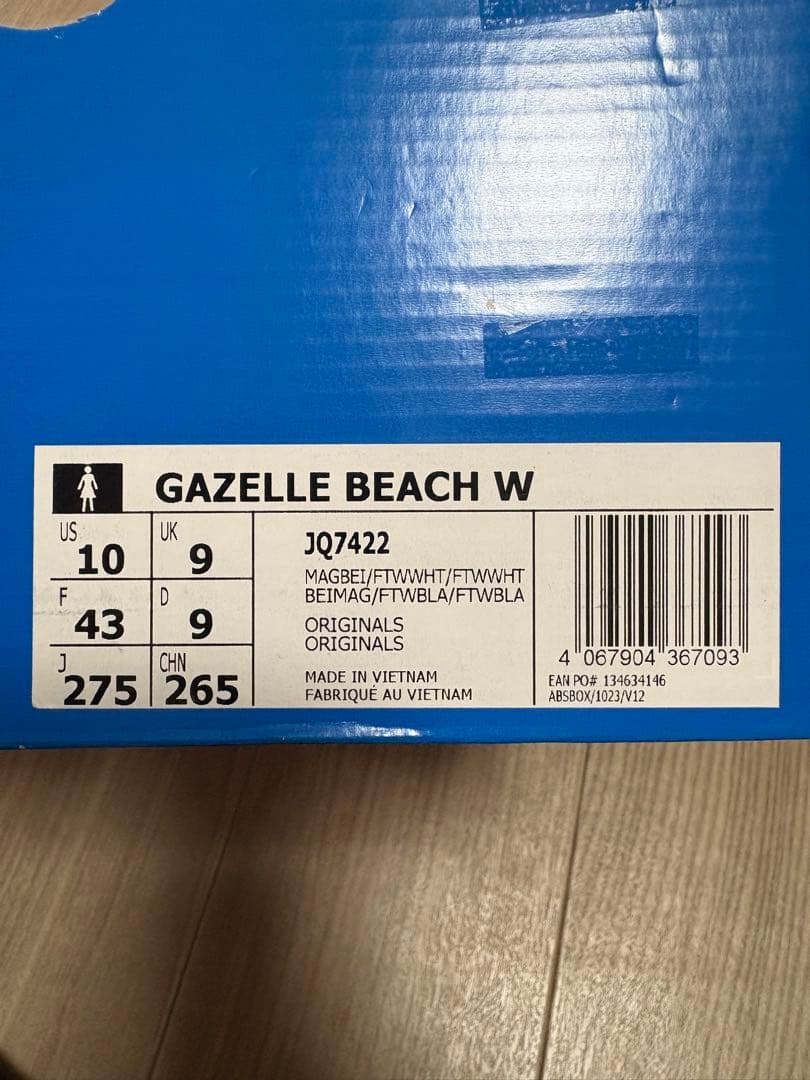 GAZELLE BEACH W
US 10 UK 9
F 43 D 9
J 275 CHN 265
JQ7422
MAGBEI/FTWWHT/FTWWHT
BEIMAG/FTWBLA/FTWBLA
ORIGINALS
ORIGINALS
MADE IN VIETNAM
FABRIQUÉ AU VIETNAM
4 067904 367093
EAN PO# 134634146
ABSBOX/1023/V12